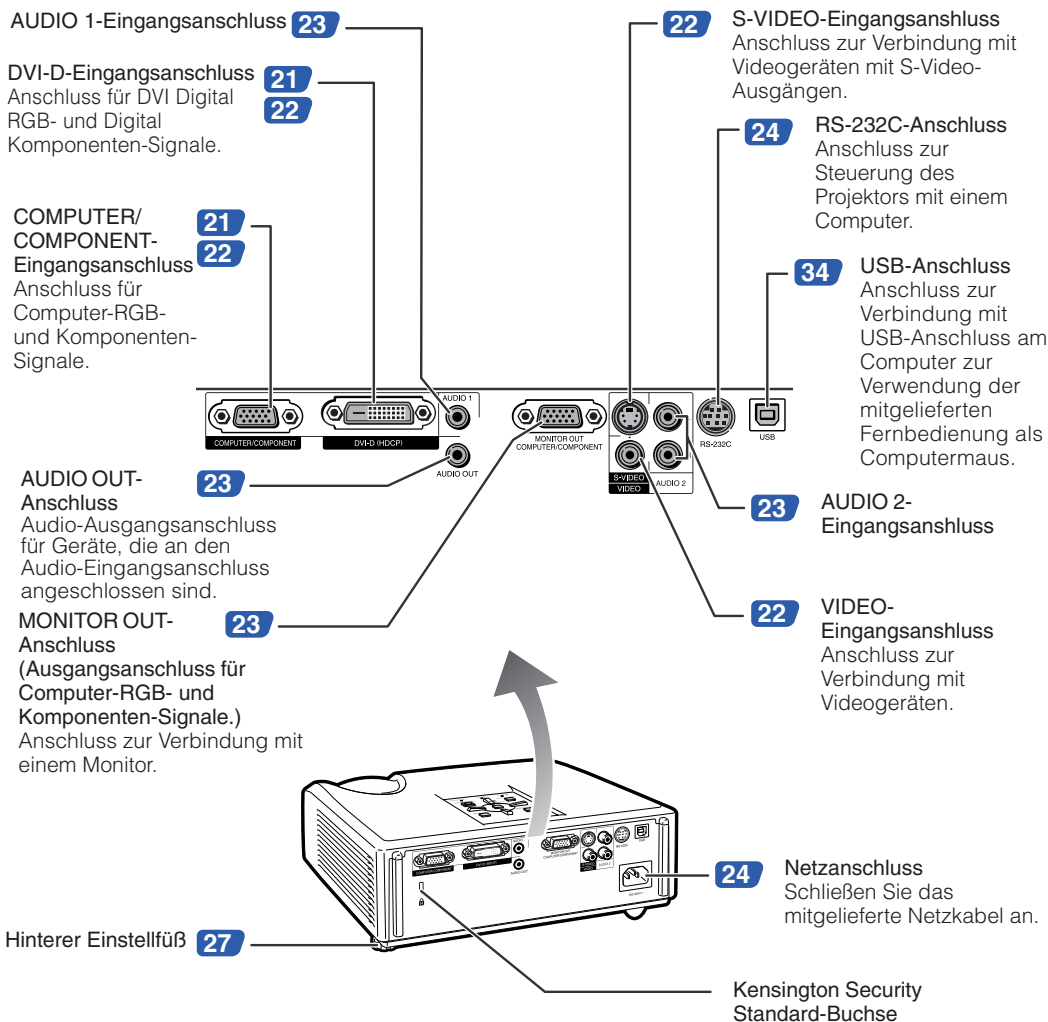 AUDIO 1-Eingangsanschluss 23
DVI-D-Eingangsanschluss 21
22
Anschluss für DVI Digital
RGB- und Digital
Komponenten-Signale.
COMPUTER/
COMPONENT-
Eingangsanschluss
21
22
Anschluss für
Computer-RGB-
und Komponenten-
Signale.
22 S-VIDEO-Eingangsanshluss
Anschluss zur Verbindung mit
Videogeräten mit S-Video-
Ausgängen.
24 RS-232C-Anschluss
Anschluss zur
Steuerung des
Projektors mit einem
Computer.
34 USB-Anschluss
Anschluss zur
Verbindung mit
USB-Anschluss am
Computer zur
Verwendung der
mitgelieferten
Fernbedienung als
Computermaus.
COMPUTER/COMPONENT
DVI-D (HDCP)
AUDIO 1
AUDIO OUT
MONITOR OUT
COMPUTER/COMPONENT
S-VIDEO
VIDEO
AUDIO 2
RS-232C
USB
AUDIO OUT-
Anschluss
23
Audio-Ausgangsanschluss
für Geräte, die an den
Audio-Eingangsanschluss
angeschlossen sind.
MONITOR OUT-
Anschluss
23
(Ausgangsanschluss für
Computer-RGB- und
Komponenten-Signale.)
Anschluss zur Verbindung mit
einem Monitor.
23 AUDIO 2-
Eingangsanshluss
22 VIDEO-
Eingangsanshluss
Anschluss zur
Verbindung mit
Videogeräten.
24 Netzanschluss
Schließen Sie das
mitgelieferte Netzkabel an.
Hinterer Einstellfüß 27
Kensington Security
Standard-Buchse